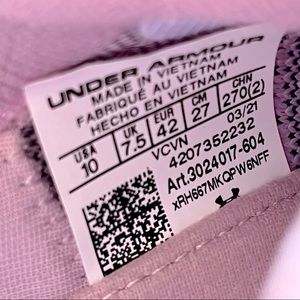 UNDER ARMOUR
MADE IN VIETNAM
FABRIQUÉ AU VIETNAM
HECHO EN VIETNAM
USA UK EUR CM CHN
10 7.5 42 27 270(2)
VCVN 03/21
4207352232
Art.3024017-604
xRH667MKQPW6NFF